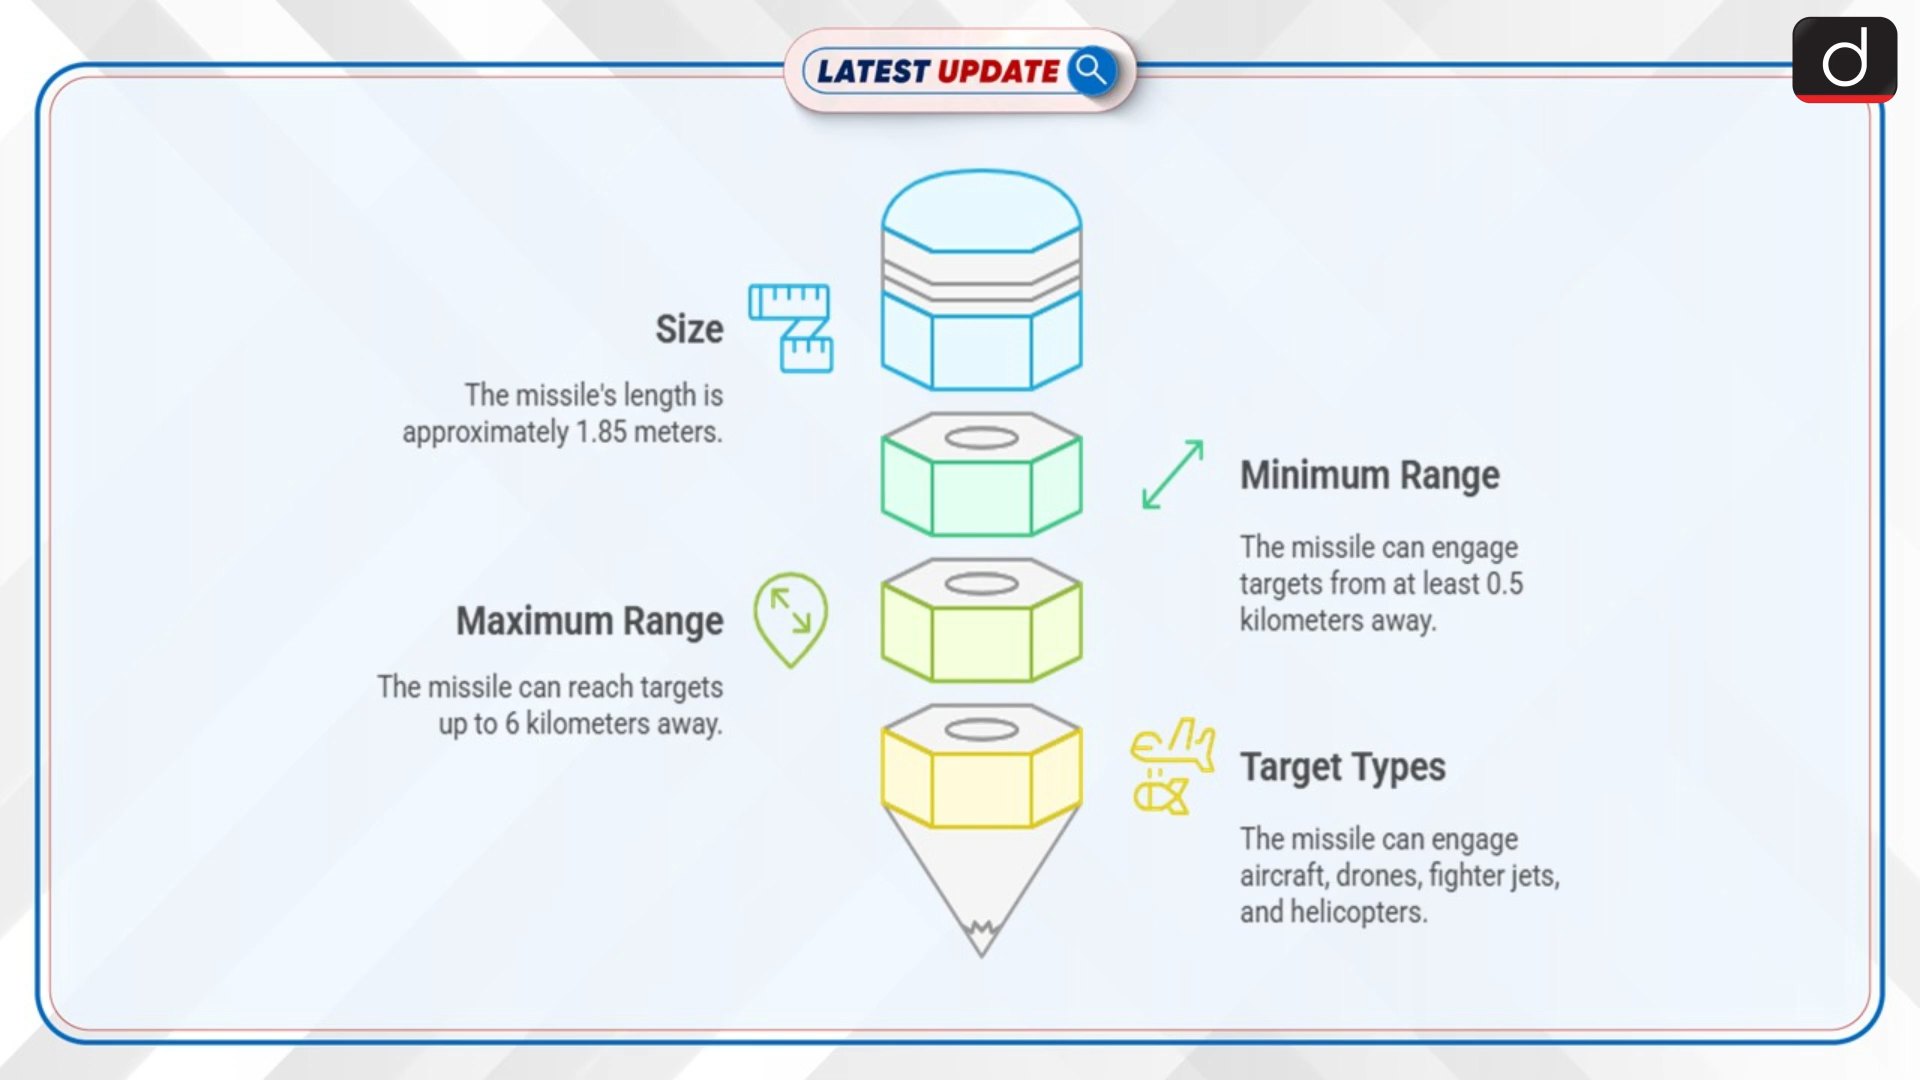 LATEST UPDATE
d
Size
The missile's length is
approximately 1.85 meters.
Minimum Range
The missile can engage
targets from at least 0.5
kilometers away.
Maximum Range
The missile can reach targets
up to 6 kilometers away.
Target Types
The missile can engage
aircraft, drones, fighter jets,
and helicopters.